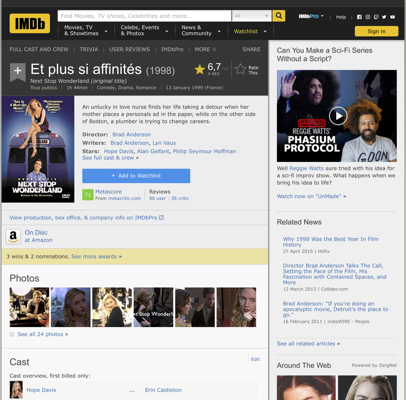 IMDb
Find Movies, TV shows, Celebrities and more...
All
IMDbPro
Help
Movies, TV
& Showtimes
Celebs, Events
& Photos
News &
Community
Watchlist
Sign in
FULL CAST AND CREW | TRIVIA | USER REVIEWS | IMDbPro | MORE
SHARE
Et plus si affinités (1998)
Next Stop Wonderland (original title)
Tous publics | 1h 44min | Comedy, Drama, Romance | 13 January 1999 (France)
6,7
Rate
This
NEXT STOP
WONDERLAND
An unlucky in love nurse finds her life taking a detour when her
mother places a personals ad in the paper, while on the other side
of Boston, a plumber is trying to change careers.
Director: Brad Anderson
Writers: Brad Anderson, Lyn Vaus
Stars: Hope Davis, Alan Gelfant, Philip Seymour Hoffman |
See full cast & crew »
+ Add to Watchlist
71
Metascore
From metacritic.com
Reviews
86 user | 38 critic
View production, box office, & company info on IMDbPro
On Disc
at Amazon
3 wins & 2 nominations. See more awards »
Photos
See all 24 photos »
Cast
Edit
Cast overview, first billed only:
Hope Davis ... Erin Castleton
Can You Make a Sci-Fi Series
Without a Script?
REGGIE WATTS'
PHASIUM
PROTOCOL
Well Reggie Watts sure tried with his idea for
a sci-fi improv show. What happens when we
bring his idea to life?
Watch now on "UnMade" »
Related News
Why 1998 Was the Best Year In Film
History
27 April 2015 | Hitfix
Director Brad Anderson Talks The Call,
Setting the Pace of the Film, His
Fascination with Contained Spaces, and
More
12 March 2013 | Collider.com
Brad Anderson: "If you're doing an
apocalyptic movie, Detroit's the place to
go."
16 February 2011 | indieWIRE - People
See all related articles »
Around The Web
Powered by Zergnet